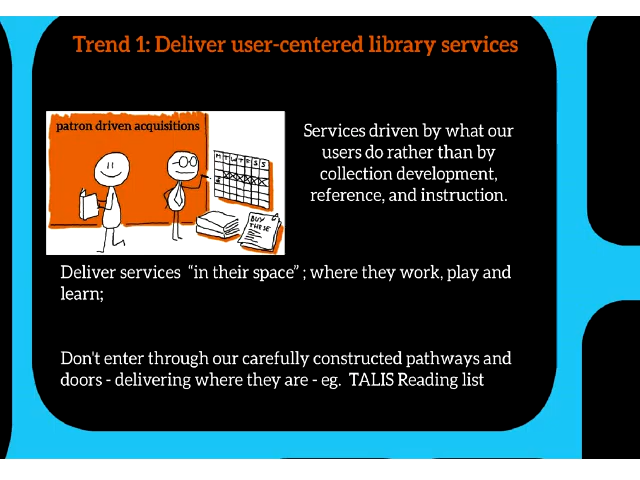 Trend 1: Deliver user-centered library services
patron driven acquisitions
M T W T F S S
BUY
THESE
Services driven by what our
users do rather than by
collection development,
reference, and instruction.
Deliver services “in their space” ; where they work, play and
learn;
Don't enter through our carefully constructed pathways and
doors - delivering where they are - eg. TALIS Reading list